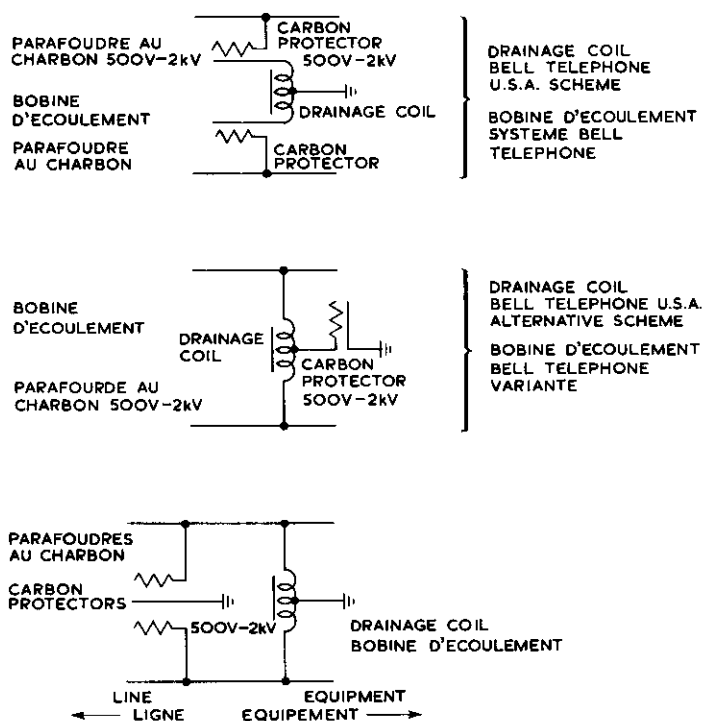 PARAFOUDRE AU
CHARBON 500V-2kV
CARBON
PROTECTOR
500V-2kV
BOBINE
D'ECOULEMENT
DRAINAGE COIL
PARAFOUDRE
AU CHARBON
CARBON
PROTECTOR
DRAINAGE COIL
BELL TELEPHONE
U.S.A. SCHEME
BOBINE D'ECOULEMENT
SYSTEME BELL
TELEPHONE
BOBINE
D'ECOULEMENT
DRAINAGE
COIL
PARAFOURDE AU
CHARBON 500V-2kV
CARBON
PROTECTOR
500V-2kV
DRAINAGE COIL
BELL TELEPHONE U.S.A.
ALTERNATIVE SCHEME
BOBINE D'ECOULEMENT
BELL TELEPHONE
VARIANTE
PARAFOUDRES
AU CHARBON
CARBON
PROTECTORS
500V-2kV
DRAINAGE COIL
BOBINE D'ECOULEMENT
LINE
LIGNE
EQUIPMENT
EQUIPEMENT